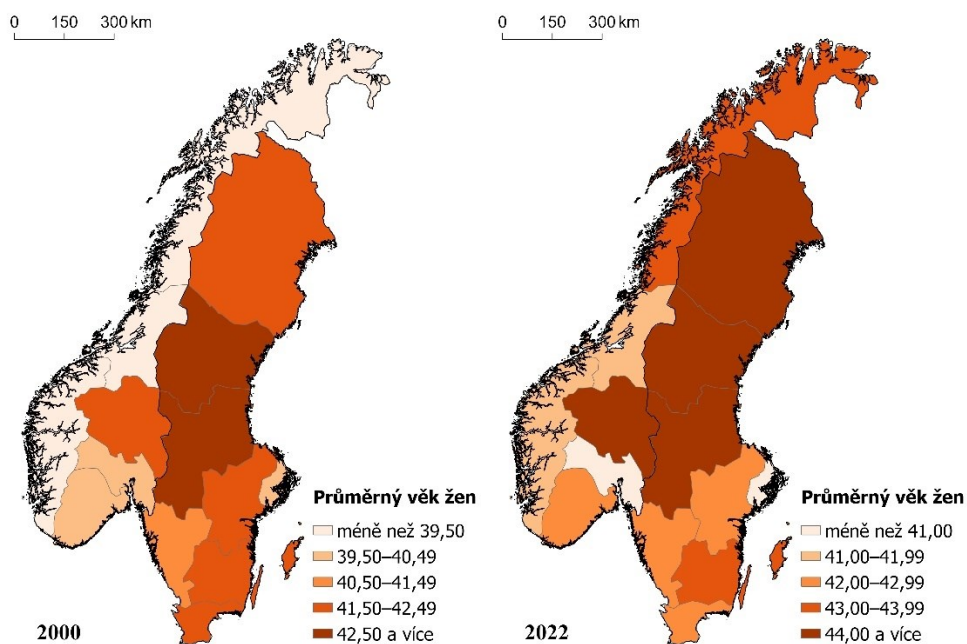 0 150 300 km
Průměrný věk žen
méně než 39,50
39,50–40,49
40,50–41,49
41,50–42,49
42,50 a více
2000
0 150 300 km
Průměrný věk žen
méně než 41,00
41,00–41,99
42,00–42,99
43,00–43,99
44,00 a více
2022